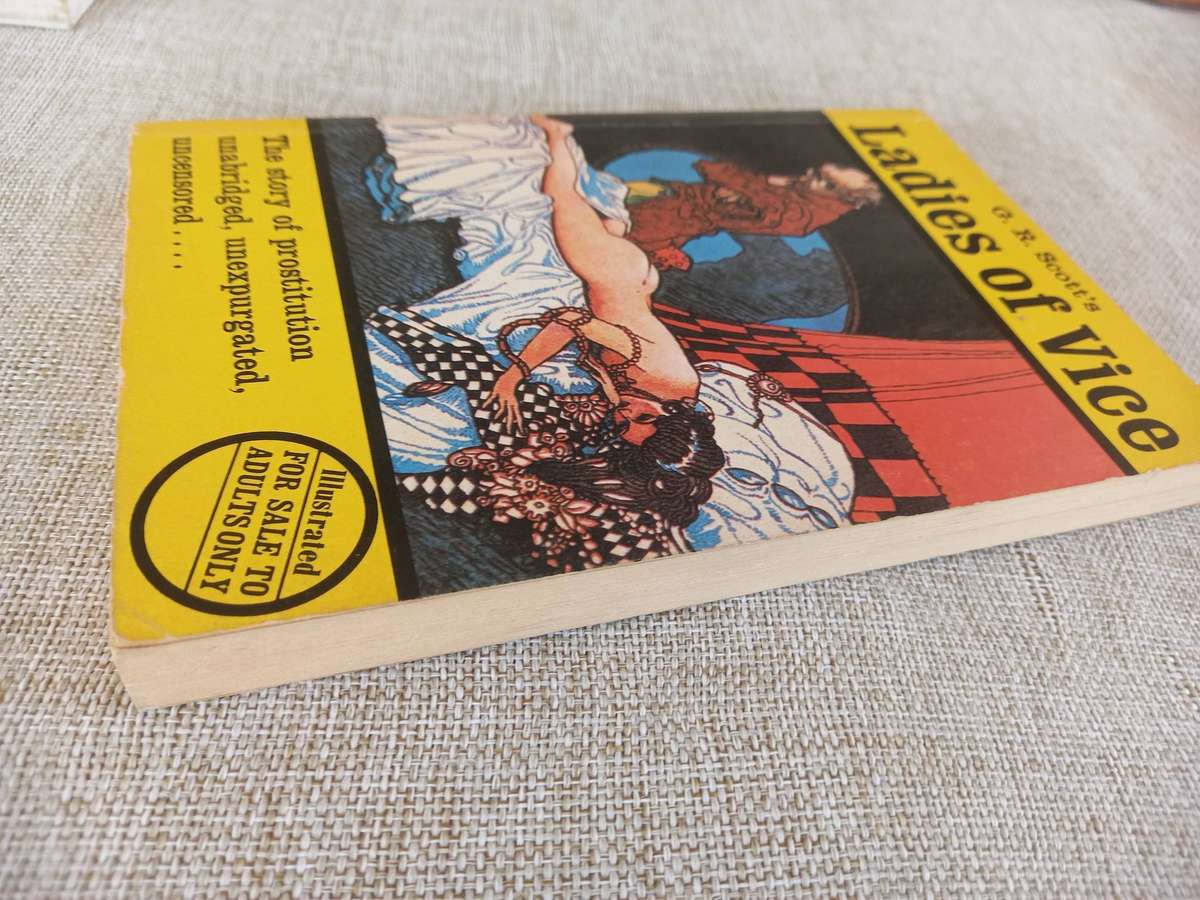 G. R. Scott's
Ladies of Vice
The story of prostitution
unabridged, unexpurgated,
uncensored . . . .
Illustrated
FOR SALE TO
ADULTS ONLY